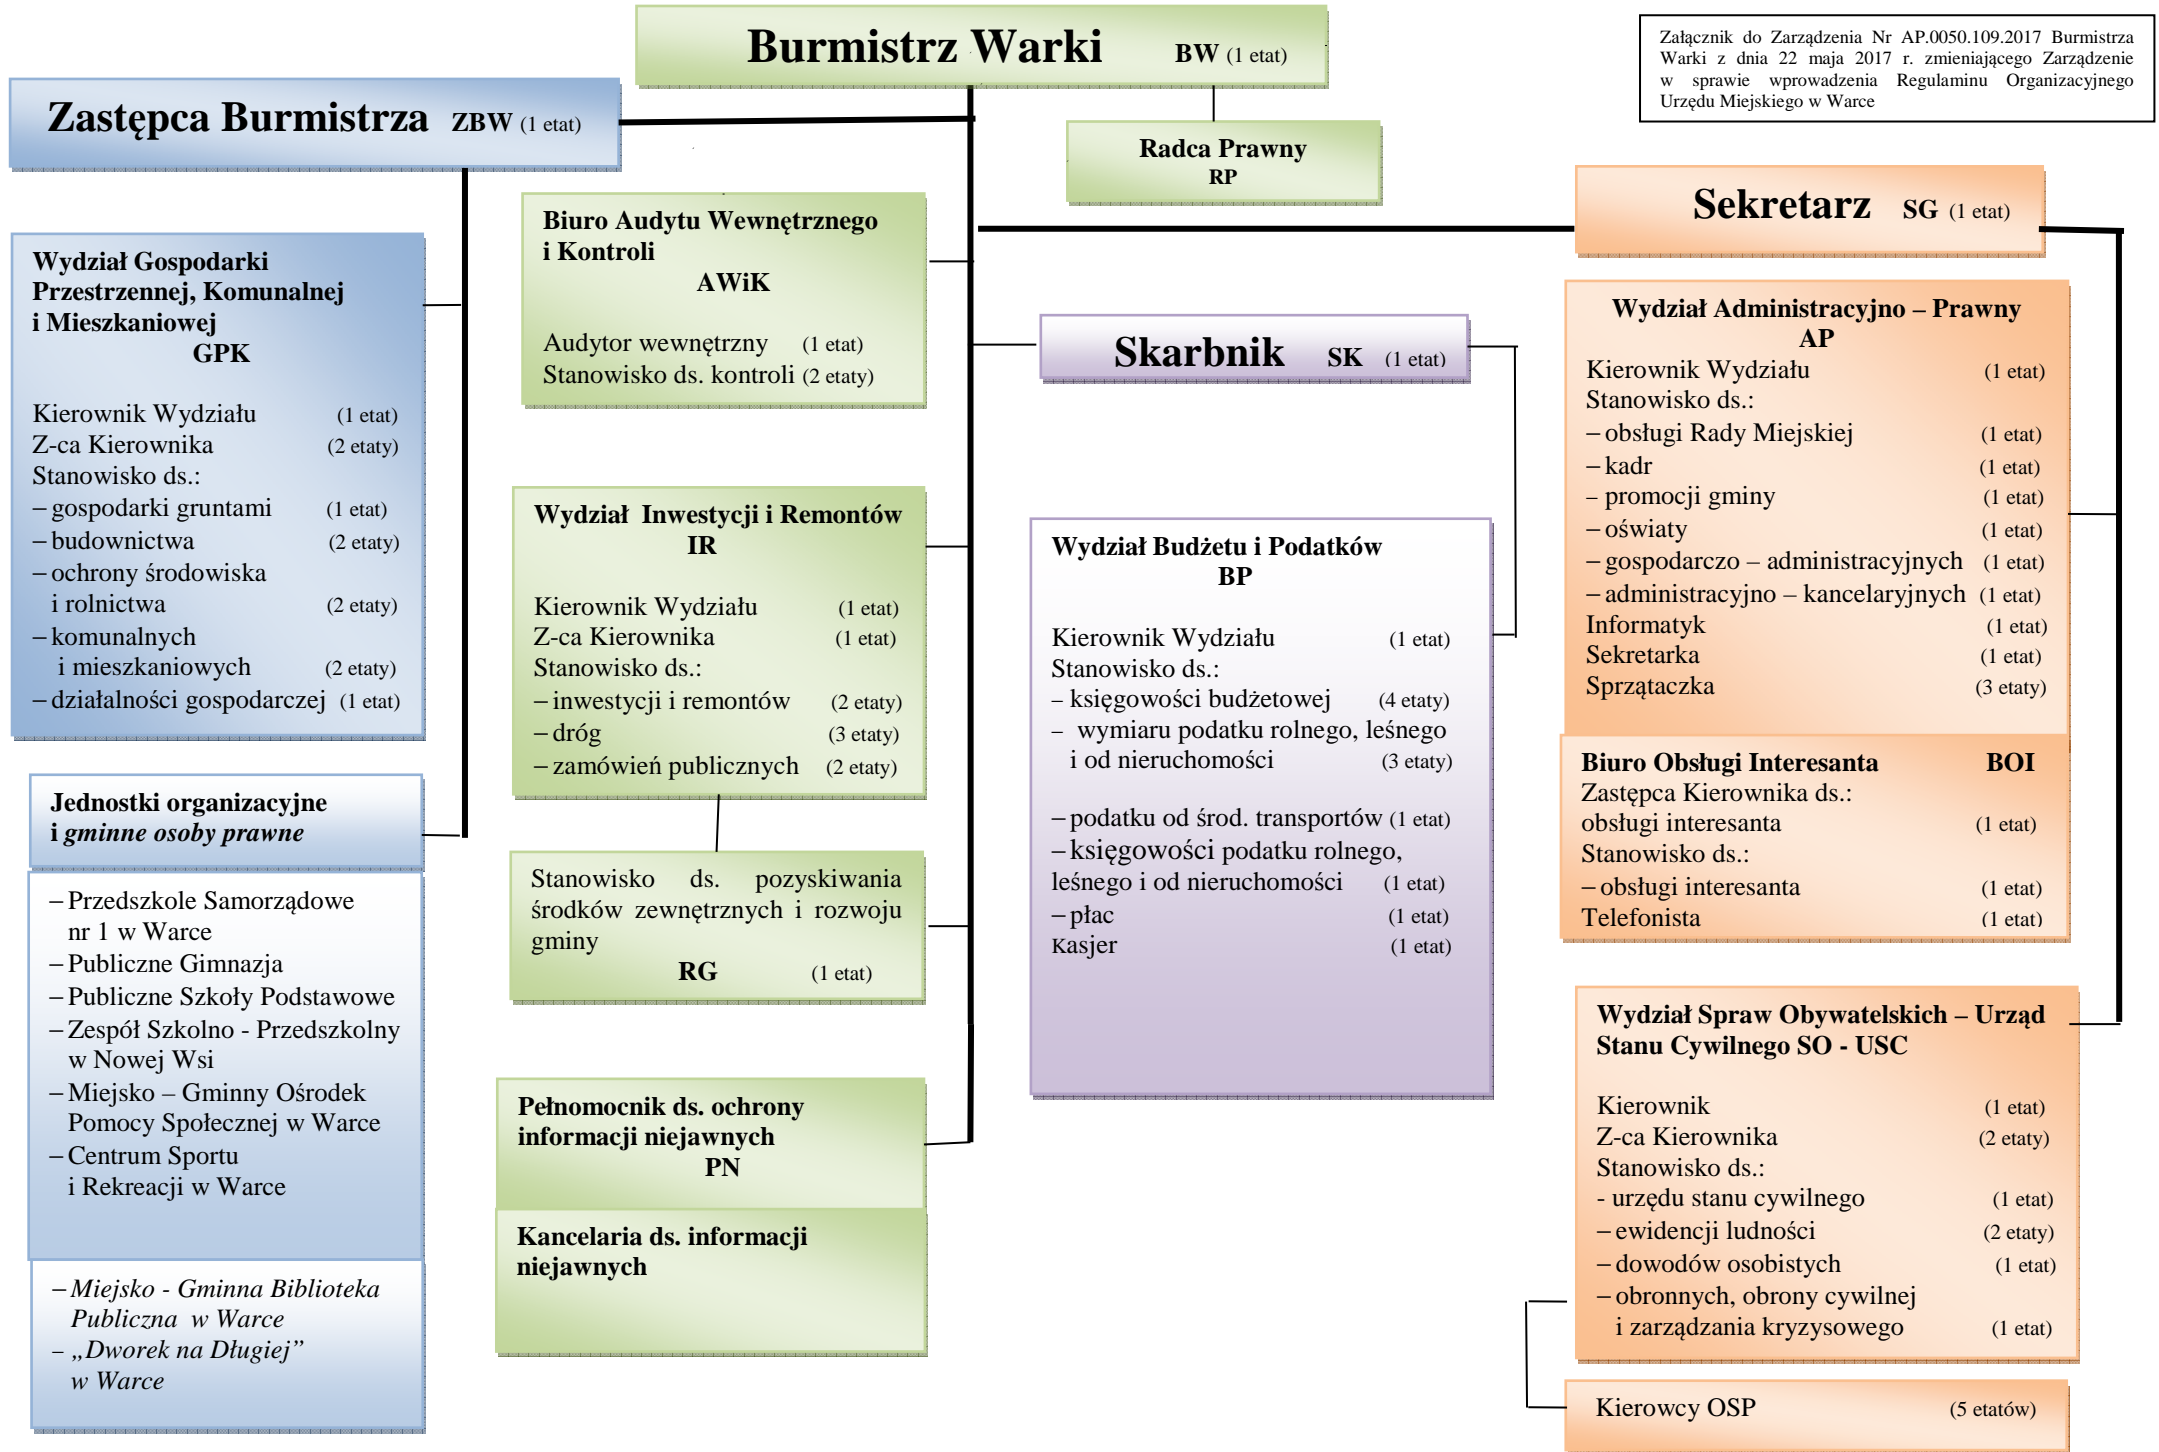 Burmistrz Warki BW (1 etat)
Załącznik do Zarządzenia Nr AP.0050.109.2017 Burmistrza
Warki z dnia 22 maja 2017 r. zmieniającego Zarządzenie
w sprawie wprowadzenia Regulaminu Organizacyjnego
Urzędu Miejskiego w Warce
Zastępca Burmistrza ZBW (1 etat)
Radca Prawny
RP
Sekretarz SG (1 etat)
Wydział Gospodarki
Przestrzennej, Komunalnej
i Mieszkaniowej
GPK
Kierownik Wydziału (1 etat)
Z-ca Kierownika (2 etaty)
Stanowisko ds.:
– gospodarki gruntami (1 etat)
– budownictwa (2 etaty)
– ochrony środowiska
i rolnictwa (2 etaty)
– komunalnych
i mieszkaniowych (2 etaty)
– działalności gospodarczej (1 etat)
Jednostki organizacyjne
i gminne osoby prawne
– Przedszkole Samorządowe
nr 1 w Warce
– Publiczne Gimnazja
– Publiczne Szkoły Podstawowe
– Zespół Szkolno - Przedszkolny
w Nowej Wsi
– Miejsko – Gminny Ośrodek
Pomocy Społecznej w Warce
– Centrum Sportu
i Rekreacji w Warce
– Miejsko - Gminna Biblioteka
Publiczna w Warce
– „Dworek na Długiej”
w Warce
Biuro Audytu Wewnętrznego
i Kontroli
AWiK
Audytor wewnętrzny (1 etat)
Stanowisko ds. kontroli (2 etaty)
Wydział Inwestycji i Remontów
IR
Kierownik Wydziału (1 etat)
Z-ca Kierownika (1 etat)
Stanowisko ds.:
– inwestycji i remontów (2 etaty)
– dróg (3 etaty)
– zamówień publicznych (2 etaty)
Stanowisko ds. pozyskiwania
środków zewnętrznych i rozwoju
gminy
RG (1 etat)
Pełnomocnik ds. ochrony
informacji niejawnych
PN
Kancelaria ds. informacji
niejawnych
Skarbnik SK (1 etat)
Wydział Budżetu i Podatków
BP
Kierownik Wydziału (1 etat)
Stanowisko ds.:
– księgowości budżetowej (4 etaty)
– wymiaru podatku rolnego, leśnego
i od nieruchomości (3 etaty)
– podatku od środ. transportów (1 etat)
– księgowości podatku rolnego,
leśnego i od nieruchomości (1 etat)
– płac (1 etat)
Kasjer (1 etat)
Wydział Administracyjno – Prawny
AP
Kierownik Wydziału (1 etat)
Stanowisko ds.:
– obsługi Rady Miejskiej (1 etat)
– kadr (1 etat)
– promocji gminy (1 etat)
– oświaty (1 etat)
– gospodarczo – administracyjnych (1 etat)
– administracyjno – kancelaryjnych (1 etat)
Informatyk (1 etat)
Sekretarka (1 etat)
Sprzątaczka (3 etaty)
Biuro Obsługi Interesanta BOI
Zastępca Kierownika ds.:
obsługi interesanta (1 etat)
Stanowisko ds.:
– obsługi interesanta (1 etat)
Telefonista (1 etat)
Wydział Spraw Obywatelskich – Urząd
Stanu Cywilnego SO - USC
Kierownik (1 etat)
Z-ca Kierownika (2 etaty)
Stanowisko ds.:
- urzędu stanu cywilnego (1 etat)
– ewidencji ludności (2 etaty)
– dowodów osobistych (1 etat)
– obronnych, obrony cywilnej
i zarządzania kryzysowego (1 etat)
Kierowcy OSP (5 etatów)